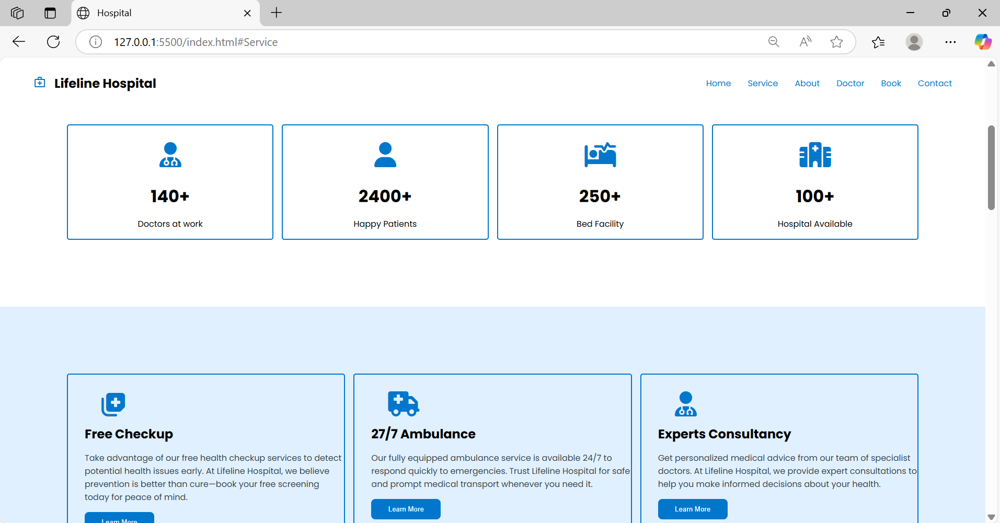 Hospital
127.0.0.1:5500/index.html#Service
Lifeline Hospital
Home Service About Doctor Book Contact
140+
Doctors at work
2400+
Happy Patients
250+
Bed Facility
100+
Hospital Available
Free Checkup
Take advantage of our free health checkup services to detect
potential health issues early. At Lifeline Hospital, we believe
prevention is better than cure—book your free screening
today for peace of mind.
Learn More
27/7 Ambulance
Our fully equipped ambulance service is available 24/7 to
respond quickly to emergencies. Trust Lifeline Hospital for safe
and prompt medical transport whenever you need it.
Learn More
Experts Consultancy
Get personalized medical advice from our team of specialist
doctors. At Lifeline Hospital, we provide expert consultations to
help you make informed decisions about your health.
Learn More